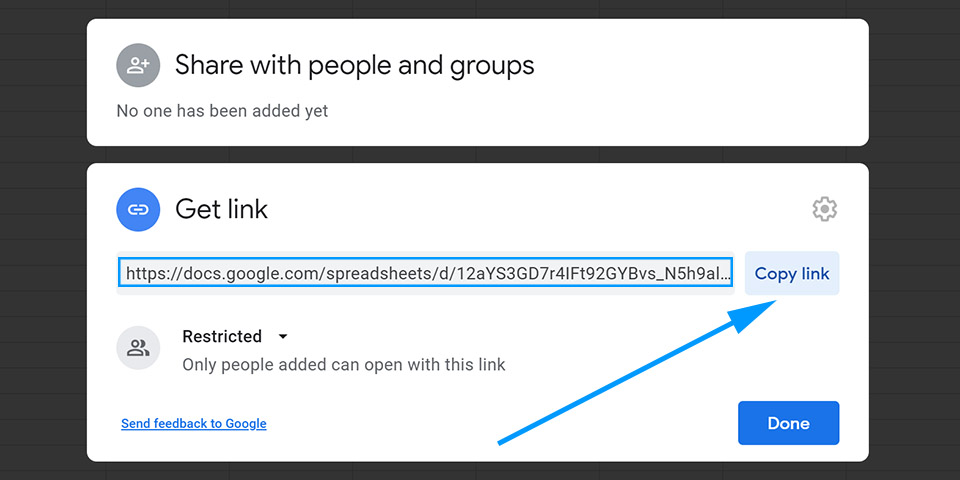 Share with people and groups
No one has been added yet
Get link
https://docs.google.com/spreadsheets/d/12aYS3GD7r4IFt92GYBvs_N5h9al...
Copy link
Restricted
Only people added can open with this link
Send feedback to Google
Done